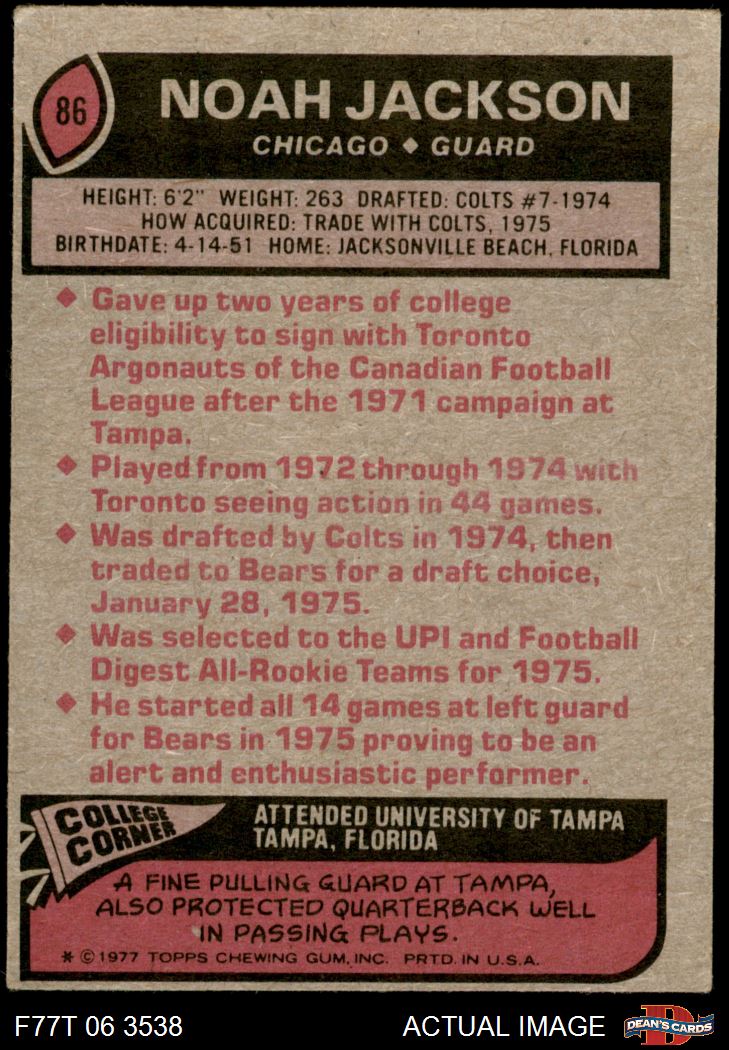 86
NOAH JACKSON
CHICAGO ◆ GUARD
HEIGHT: 6'2" WEIGHT: 263 DRAFTED: COLTS #7-1974
HOW ACQUIRED: TRADE WITH COLTS, 1975
BIRTHDATE: 4-14-51 HOME: JACKSONVILLE BEACH, FLORIDA
◆ Gave up two years of college
eligibility to sign with Toronto
Argonauts of the Canadian Football
League after the 1971 campaign at
Tampa.
◆ Played from 1972 through 1974 with
Toronto seeing action in 44 games.
◆ Was drafted by Colts in 1974, then
traded to Bears for a draft choice,
January 28, 1975.
◆ Was selected to the UPI and Football
Digest All-Rookie Teams for 1975.
◆ He started all 14 games at left guard
for Bears in 1975 proving to be an
alert and enthusiastic performer.
COLLEGE
CORNER
ATTENDED UNIVERSITY OF TAMPA
TAMPA, FLORIDA
A FINE PULLING GUARD AT TAMPA,
ALSO PROTECTED QUARTERBACK WELL
IN PASSING PLAYS.
* © 1977 TOPPS CHEWING GUM, INC. PRTD. IN U.S.A.
F77T 06 3538
ACTUAL IMAGE
D
DEAN'S CARDS